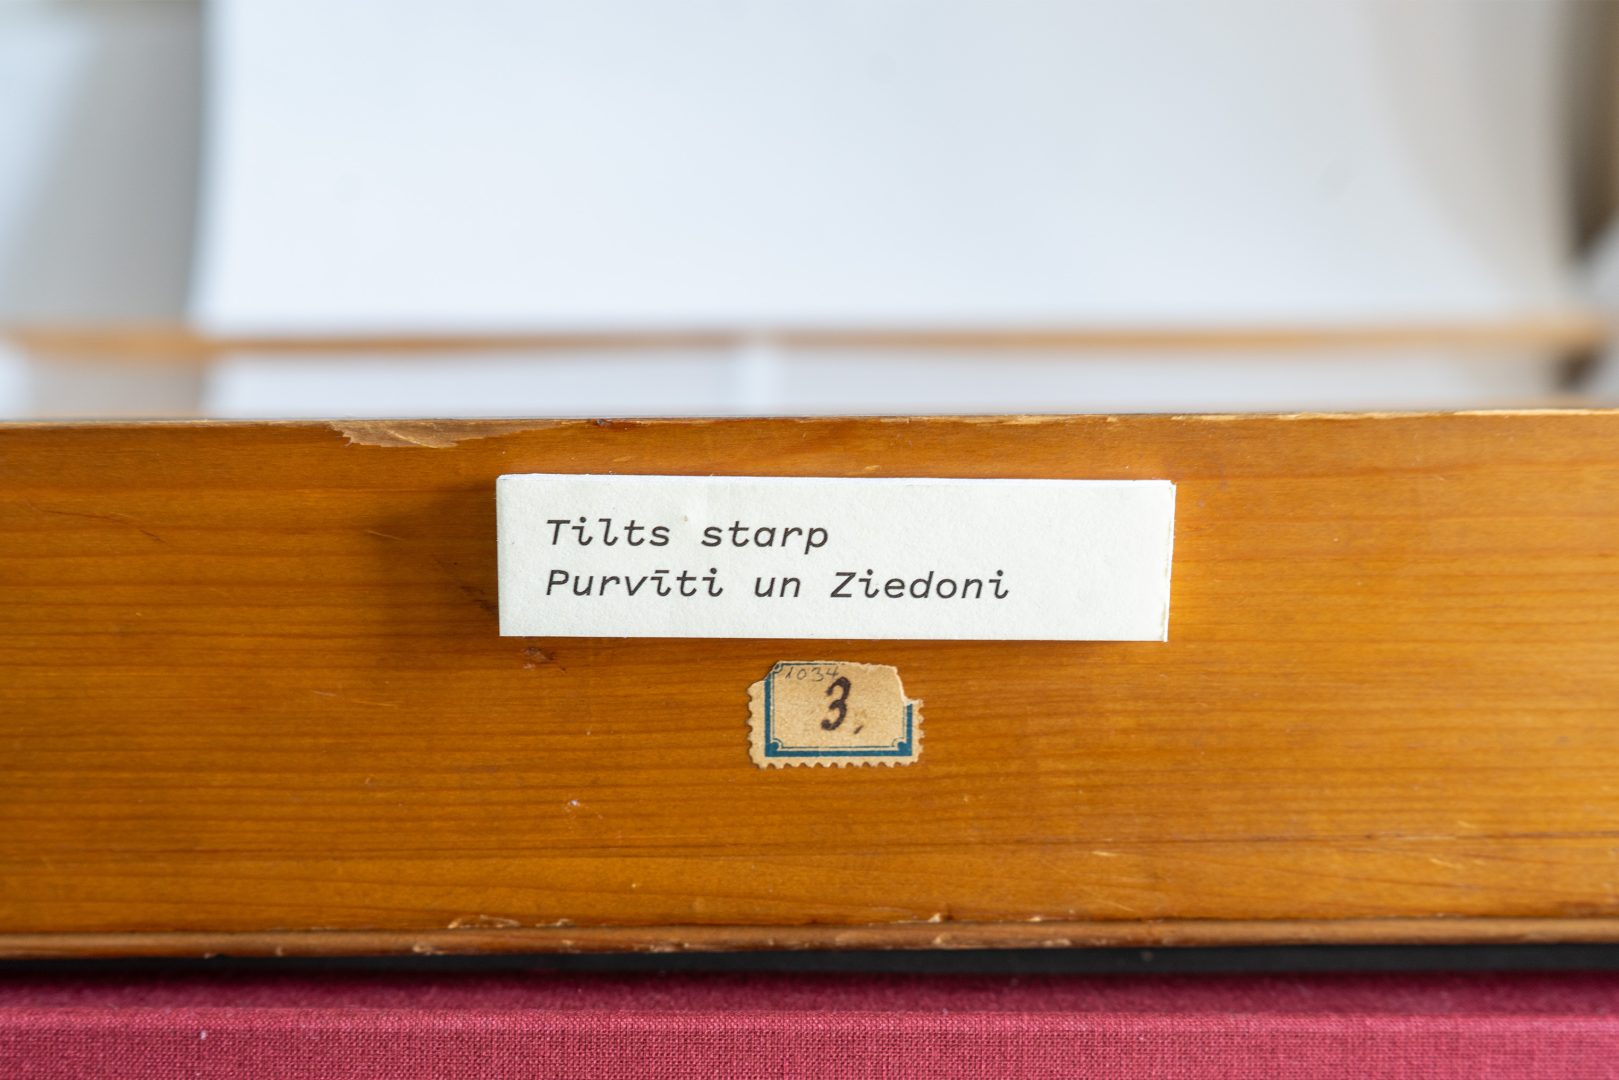 Tilts starp
Purvīti un Ziedoni
1034
3,